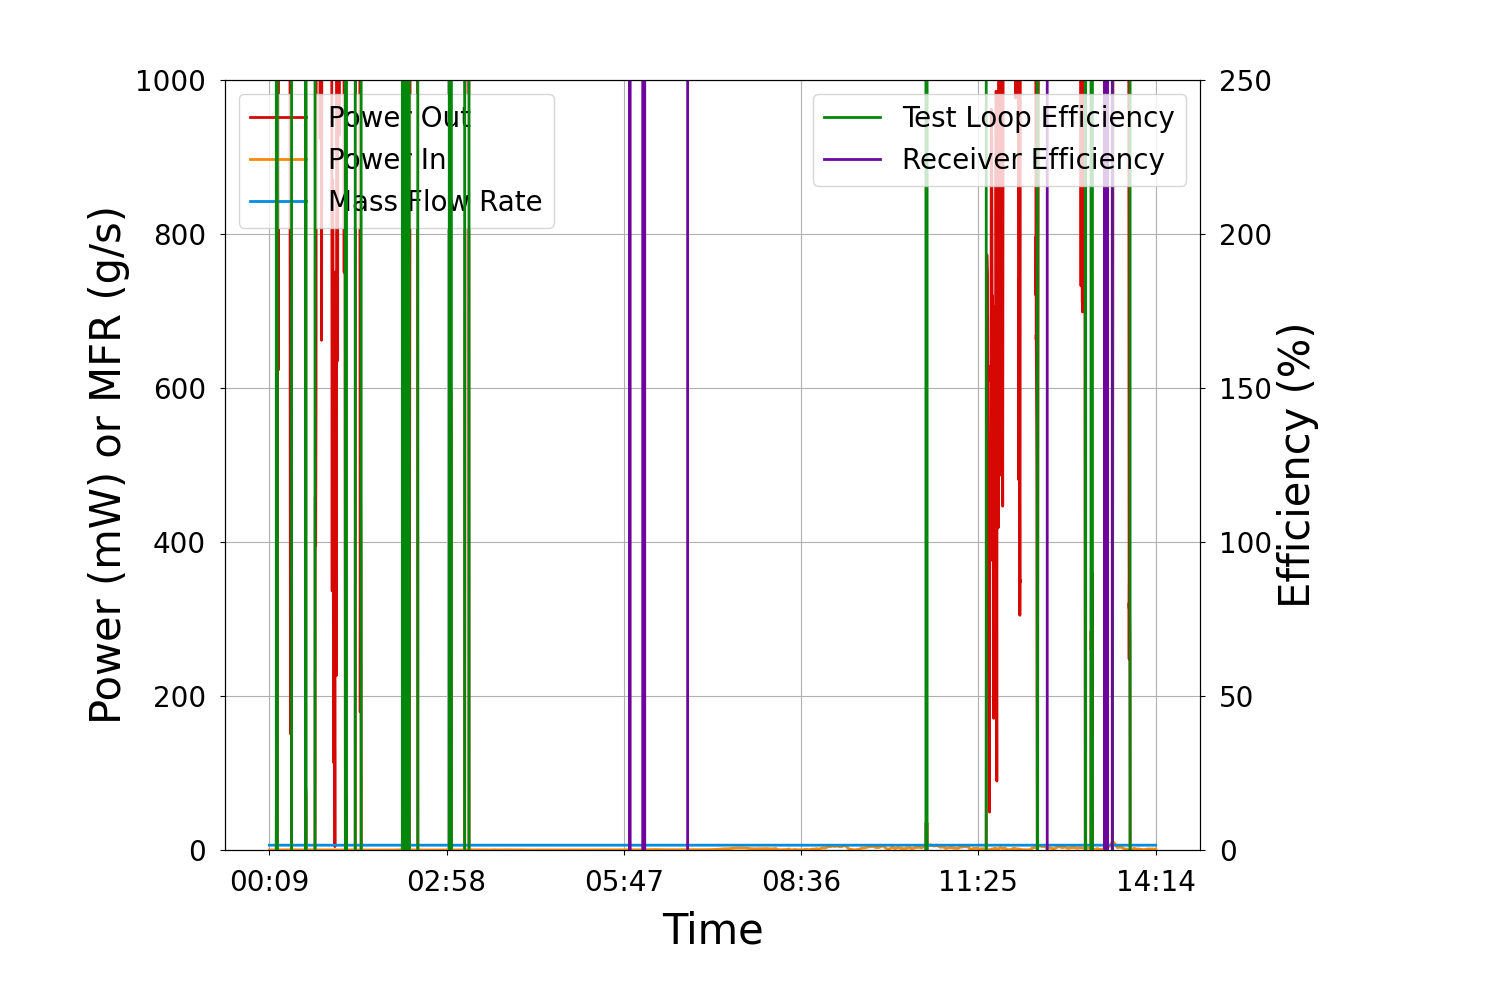 1000
800
600
400
200
0
Power (mW) or MFR (g/s)
Power Out
Power In
Mass Flow Rate
Test Loop Efficiency
Receiver Efficiency
250
200
150
100
50
0
Efficiency (%)
00:09 02:58 05:47 08:36 11:25 14:14
Time